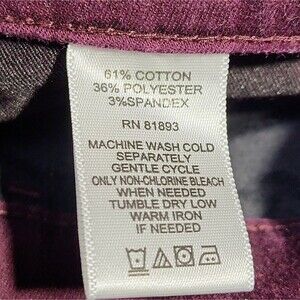 61% COTTON
36% POLYESTER
3%SPANDEX
RN 81893
MACHINE WASH COLD
SEPARATELY
GENTLE CYCLE
ONLY NON-CHLORINE BLEACH
WHEN NEEDED
TUMBLE DRY LOW
WARM IRON
IF NEEDED